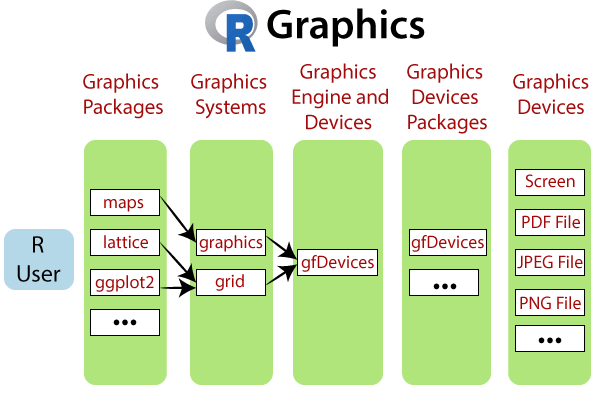 R Graphics
Graphics
Packages
Graphics
Systems
Graphics
Engine and
Devices
Graphics
Devices
Packages
Graphics
Devices
R
User
maps
lattice
ggplot2
•••
graphics
grid
gfDevices
gfDevices
•••
Screen
PDF File
JPEG File
PNG File
•••